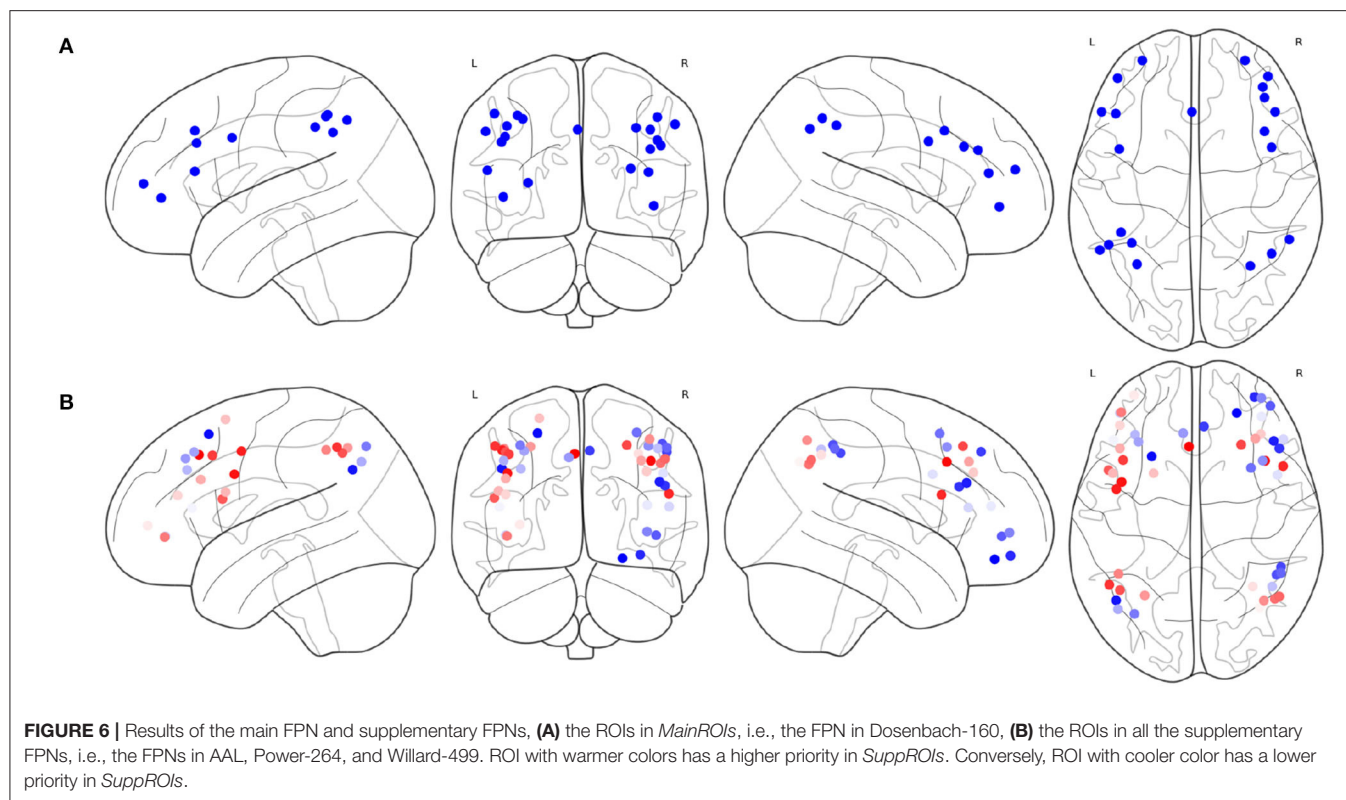 A
L
R
L
R
B
L
R
L
R
FIGURE 6 | Results of the main FPN and supplementary FPNs, (A) the ROIs in MainROIs, i.e., the FPN in Dosenbach-160, (B) the ROIs in all the supplementary
FPNs, i.e., the FPNs in AAL, Power-264, and Willard-499. ROI with warmer colors has a higher priority in SuppROIs. Conversely, ROI with cooler color has a lower
priority in SuppROIs.